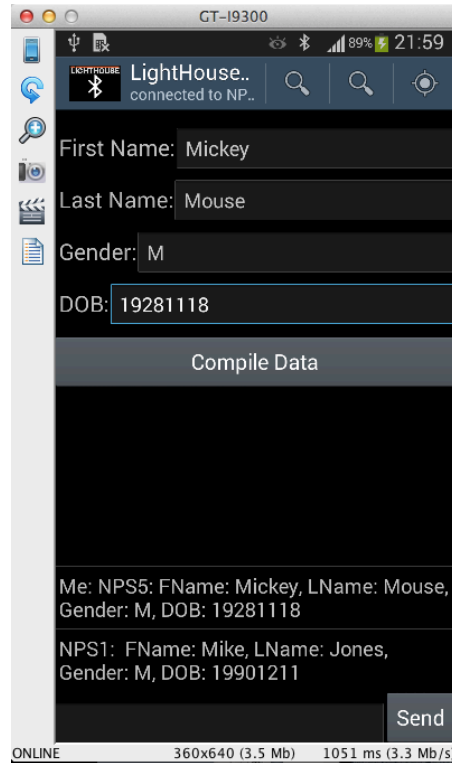 GT-I9300
89% 21:59
LIGHTHOUSE LightHouse..
connected to NP..
First Name: Mickey
Last Name: Mouse
Gender: M
DOB: 19281118
Compile Data
Me: NPS5: FName: Mickey, LName: Mouse,
Gender: M, DOB: 19281118
NPS1:  FName: Mike, LName: Jones,
Gender: M, DOB: 19901211
Send
ONLINE 360x640 (3.5 Mb) 1051 ms (3.3 Mb/s)